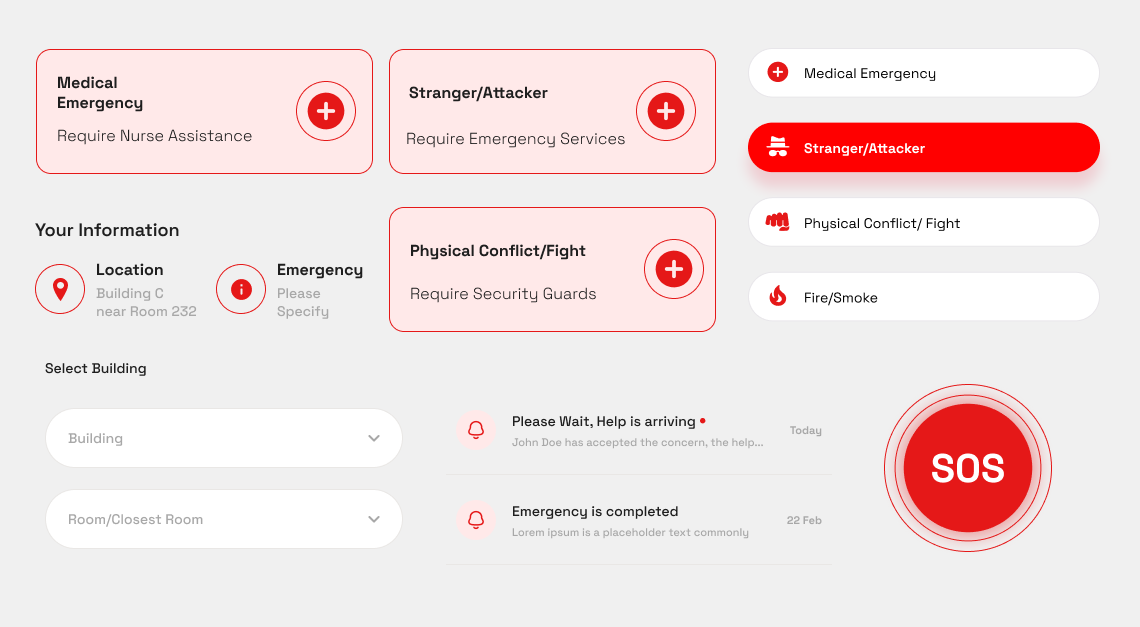 Medical
Emergency
Require Nurse Assistance
Stranger/Attacker
Require Emergency Services
Medical Emergency
Stranger/Attacker
Physical Conflict/ Fight
Fire/Smoke
Your Information
Location
Building C
near Room 232
Emergency
Please
Specify
Physical Conflict/Fight
Require Security Guards
Select Building
Building
Room/Closest Room
Please Wait, Help is arriving
John Doe has accepted the concern, the help...
Today
Emergency is completed
Lorem ipsum is a placeholder text commonly
22 Feb
SOS